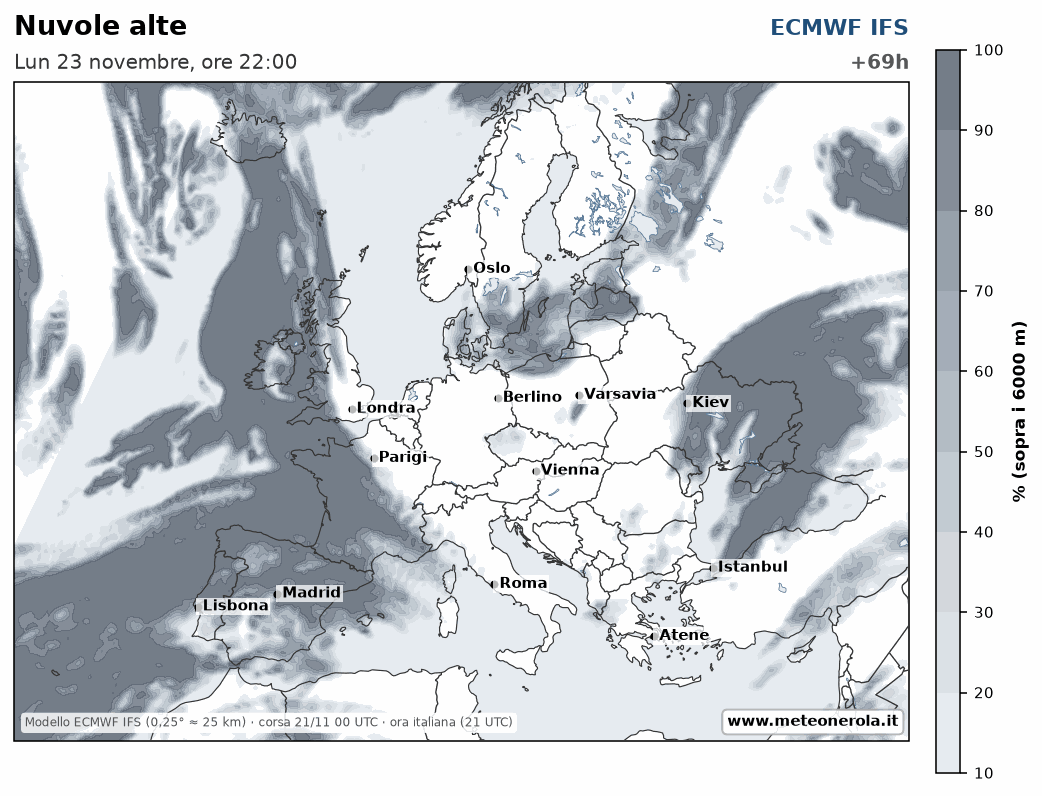 Nuvole alte
ECMWF IFS
Lun 23 novembre, ore 22:00
+69h
Oslo
Londra
Berlino
Varsavia
Kiev
Parigi
Vienna
Istanbul
Roma
Madrid
Lisbona
Atene
Modello ECMWF IFS (0,25° ≈ 25 km) · corsa 21/11 00 UTC · ora italiana (21 UTC)
www.meteonerola.it
100
90
80
70
60
50
40
30
20
10
% (sopra i 6000 m)